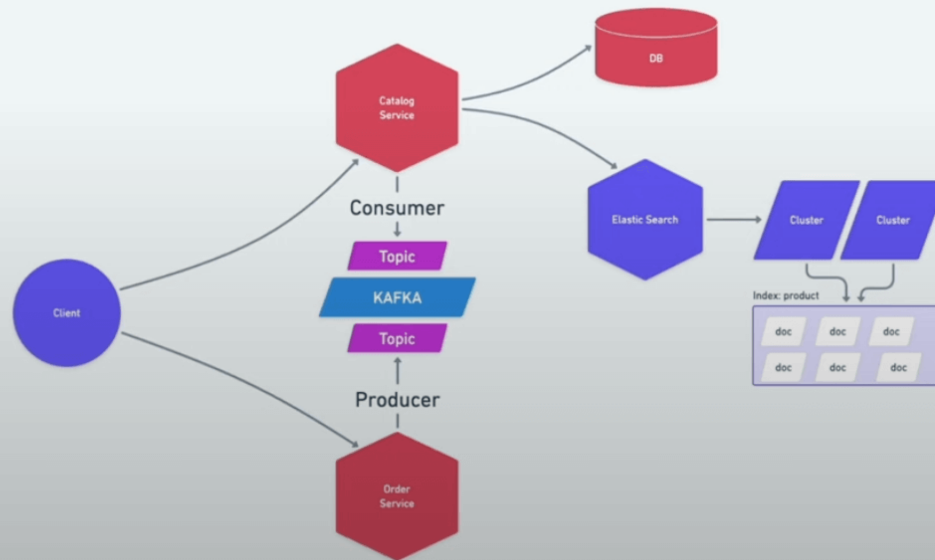 DB
Catalog
Service
Consumer
Elastic Search
Cluster
Cluster
Topic
KAFKA
Index: product
Client
Topic
doc
doc
doc
doc
doc
doc
Producer
Order
Service